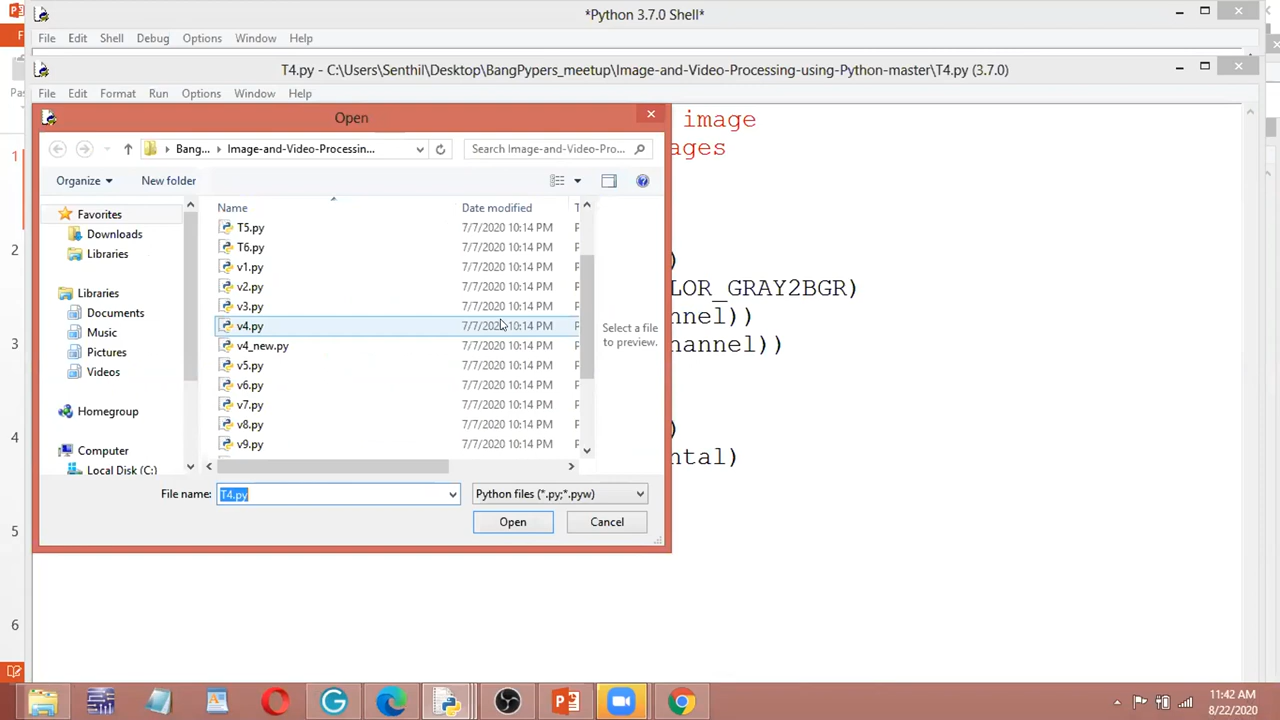 *Python 3.7.0 Shell*
File Edit Shell Debug Options Window Help
T4.py - C:\Users\Senthil\Desktop\BangPypers_meetup\Image-and-Video-Processing-using-Python-master\T4.py (3.7.0)
File Edit Format Run Options Window Help
Open
image
ages
Bang... Image-and-Video-Processin... Search Image-and-Video-Pro...
Organize New folder
Name Date modified
Favorites
Downloads
Libraries
Libraries
Documents
Music
Pictures
Videos
Homegroup
Computer
Local Disk (C:)
T5.py 7/7/2020 10:14 PM P
T6.py 7/7/2020 10:14 PM P
v1.py 7/7/2020 10:14 PM P
v2.py 7/7/2020 10:14 PM P
v3.py 7/7/2020 10:14 PM P
v4.py 7/7/2020 10:14 PM P
v4_new.py 7/7/2020 10:14 PM P
v5.py 7/7/2020 10:14 PM P
v6.py 7/7/2020 10:14 PM P
v7.py 7/7/2020 10:14 PM P
v8.py 7/7/2020 10:14 PM P
v9.py 7/7/2020 10:14 PM P
Select a file
to preview.
)
LOR_GRAY2BGR)
nnel))
hannel))
)
ntal)
File name: T4.py Python files (*.py;*.pyw)
Open Cancel
1
2
3
4
5
6
11:42 AM
8/22/2020